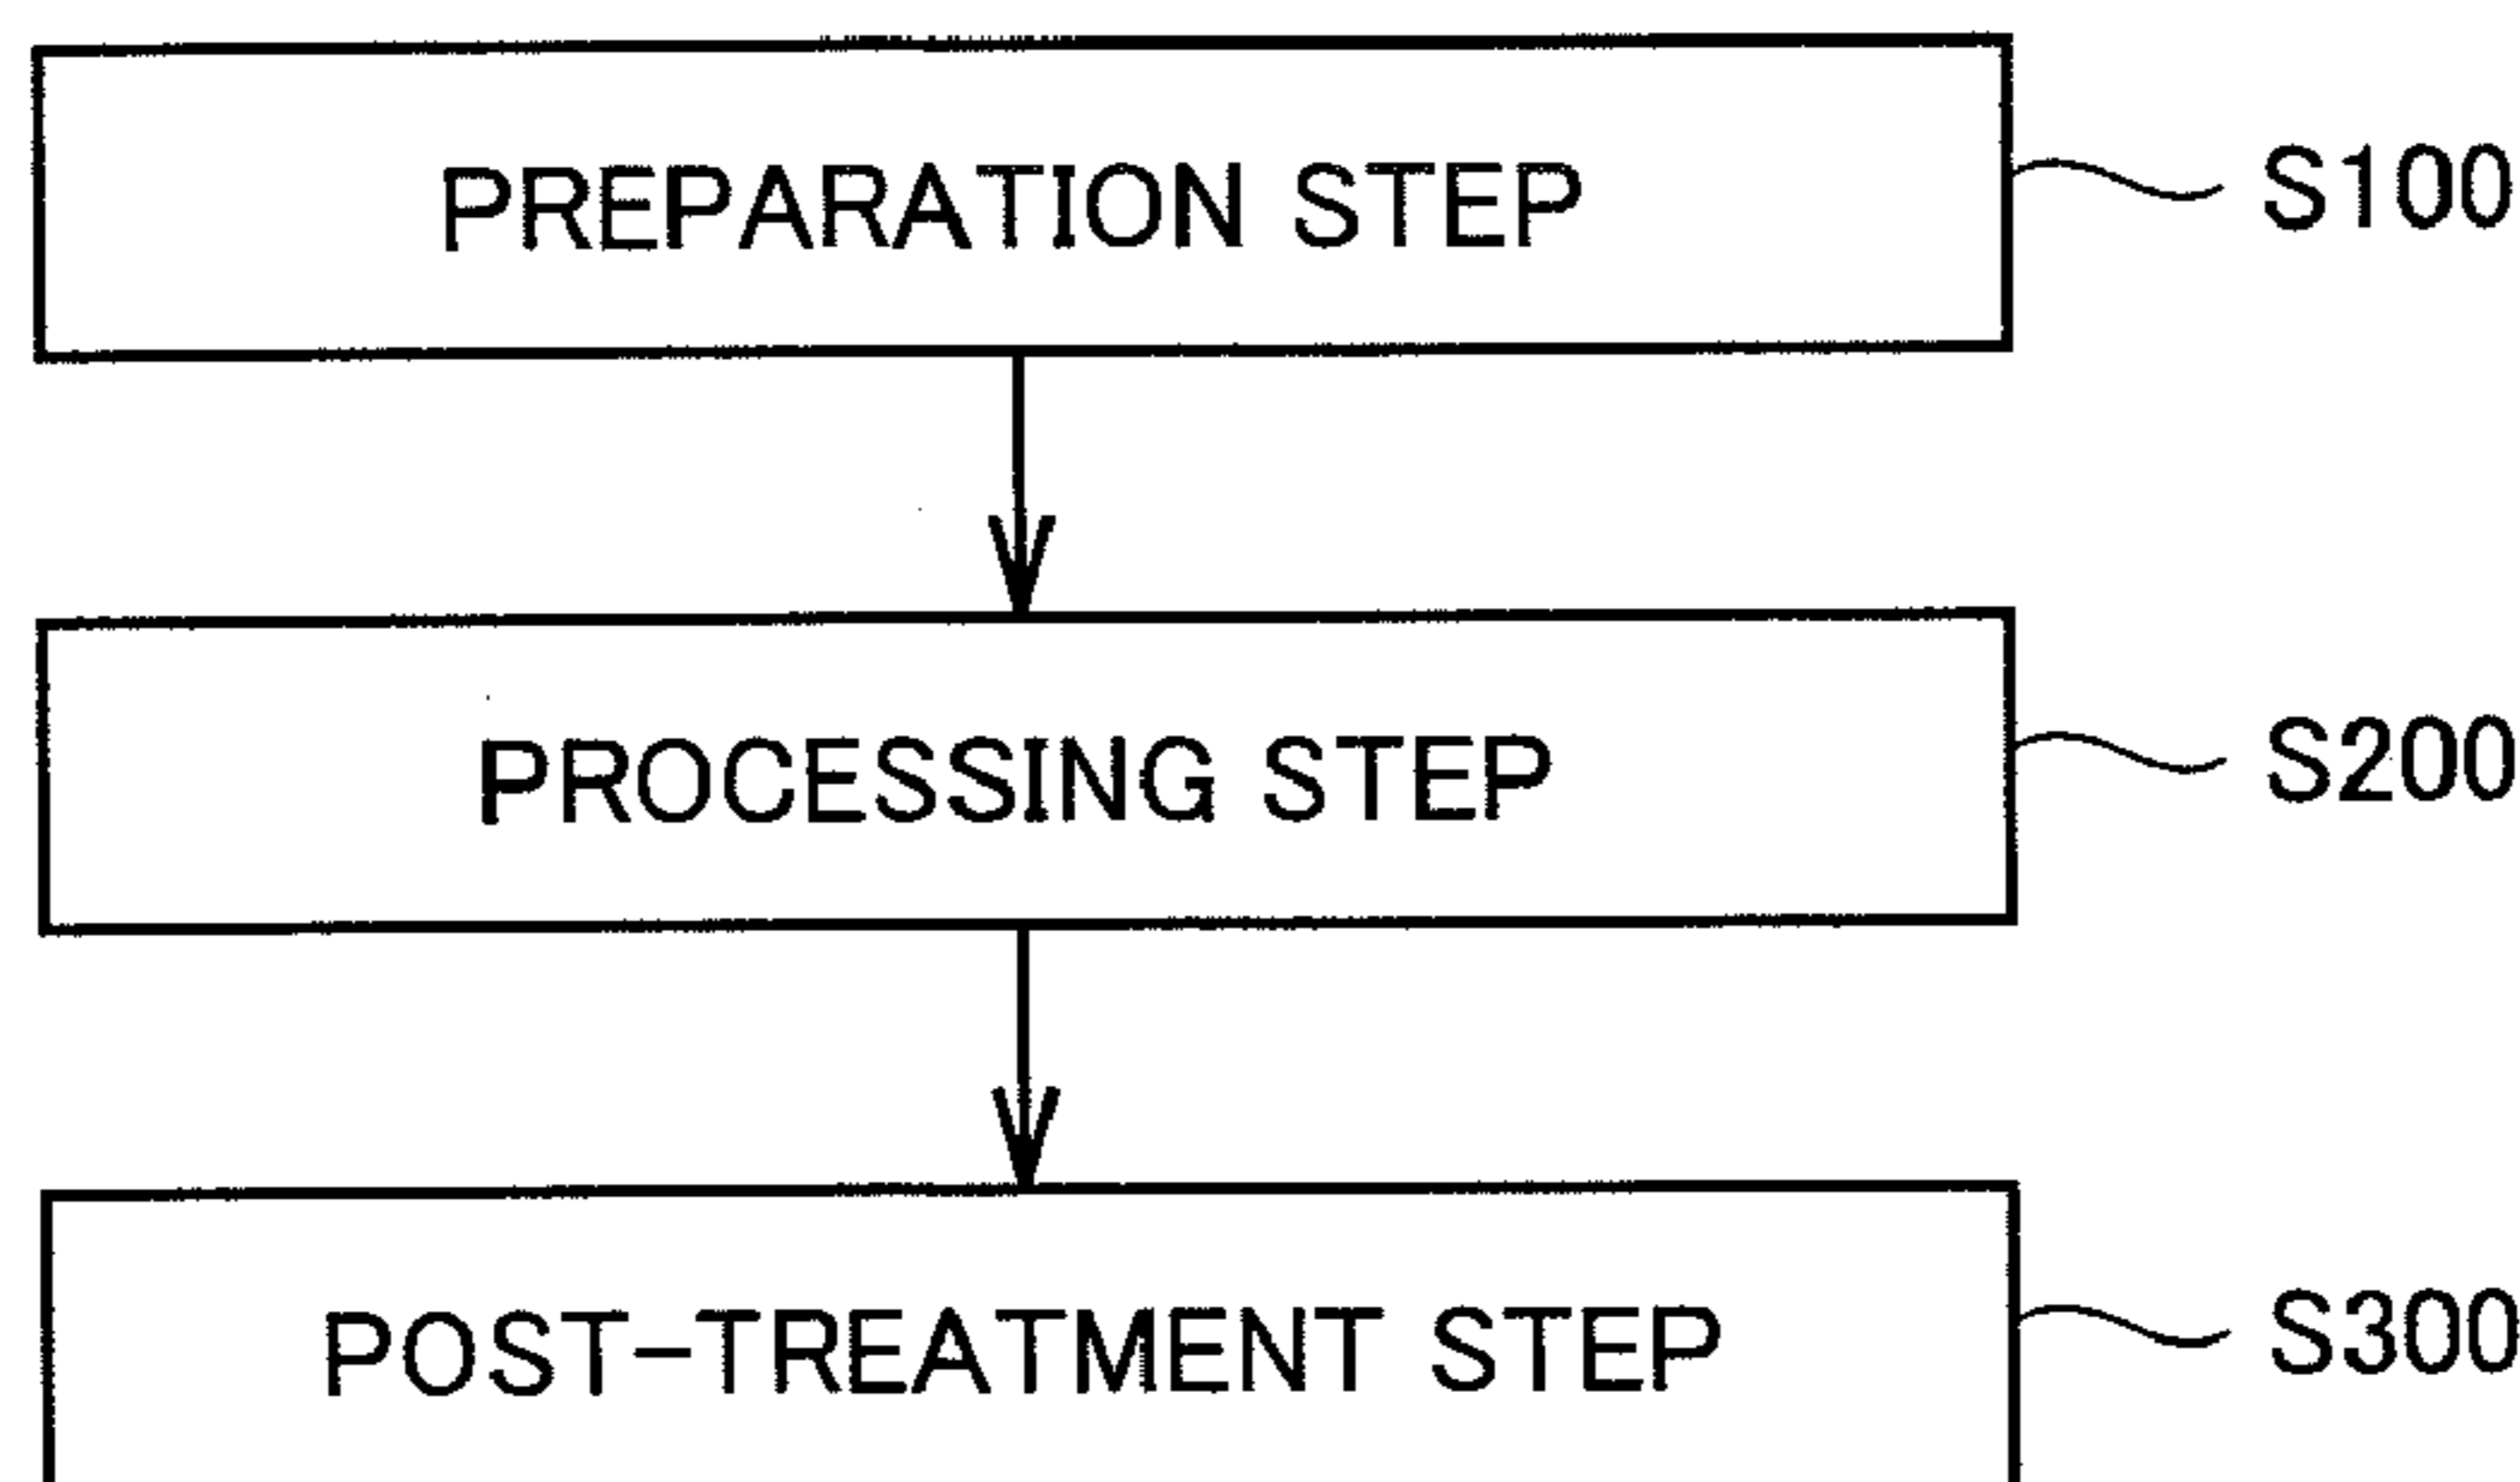 PREPARATION STEP S100
PROCESSING STEP S200
POST-TREATMENT STEP S300